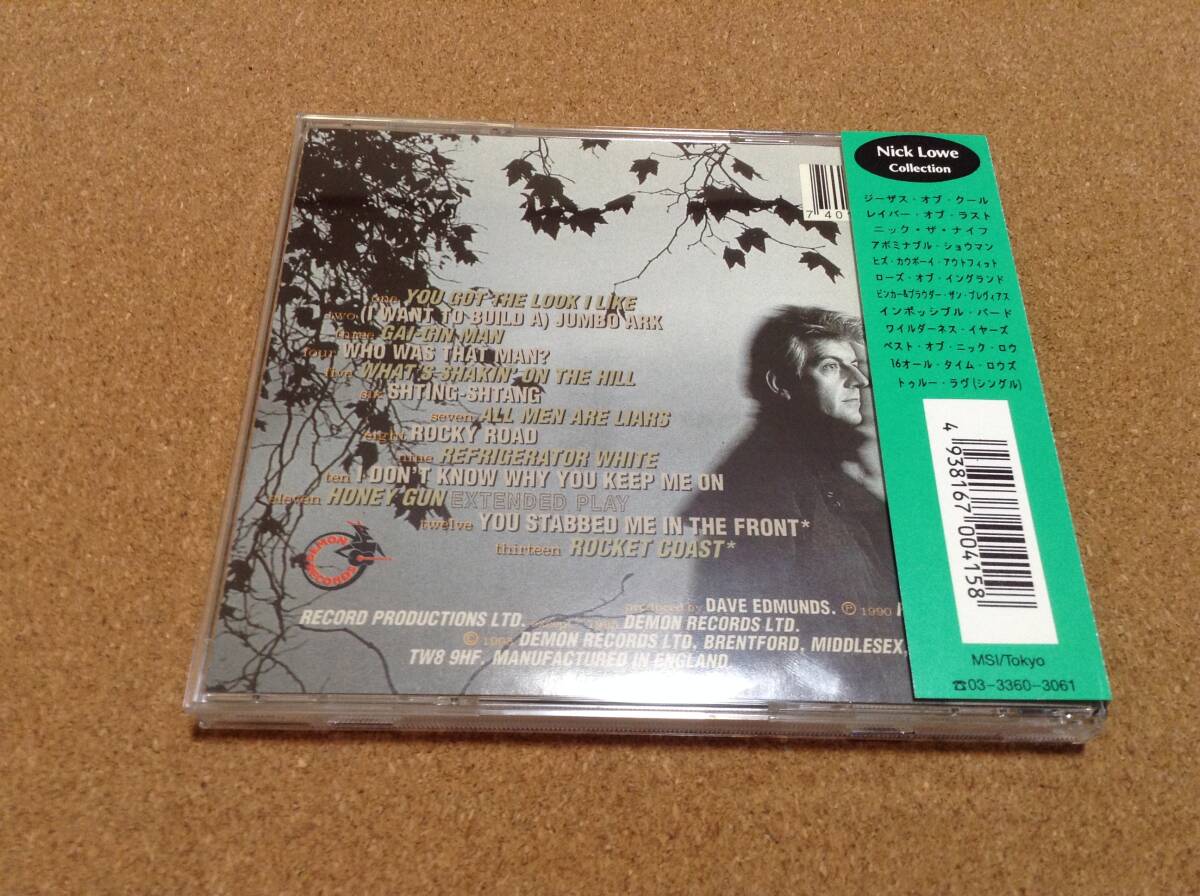 one YOU GOT THE LOOK I LIKE
two (I WANT TO BUILD A) JUMBO ARK
three GAI-GIN MAN
four WHO WAS THAT MAN?
five WHAT'S SHAKIN' ON THE HILL
six SHTING-SHTANG
seven ALL MEN ARE LIARS
eight ROCKY ROAD
nine REFRIGERATOR WHITE
ten I DON'T KNOW WHY YOU KEEP ME ON
eleven HONEY GUN EXTENDED PLAY
twelve YOU STABBED ME IN THE FRONT*
thirteen ROCKET COAST*
DEMON RECORDS
produced by DAVE EDMUNDS. Ⓟ 1990
RECORD PRODUCTIONS LTD. DEMON RECORDS LTD.
© DEMON RECORDS LTD, BRENTFORD, MIDDLESEX,
TW8 9HF. MANUFACTURED IN ENGLAND.
7 40
Nick Lowe
Collection
ジーザス・オブ・クール
レイバー・オブ・ラスト
ニック・ザ・ナイフ
アボミナブル・ショウマン
ヒズ・カウボーイ・アウトフィット
ローズ・オブ・イングランド
ピンカー&プラウダー・ザン・プレヴィアス
インポッシブル・バード
ワイルダーネス・イヤーズ
ベスト・オブ・ニック・ロウ
16オール・タイム・ロウズ
トゥルー・ラヴ(シングル)
4 938167 004158
MSI/Tokyo
☎03-3360-3061